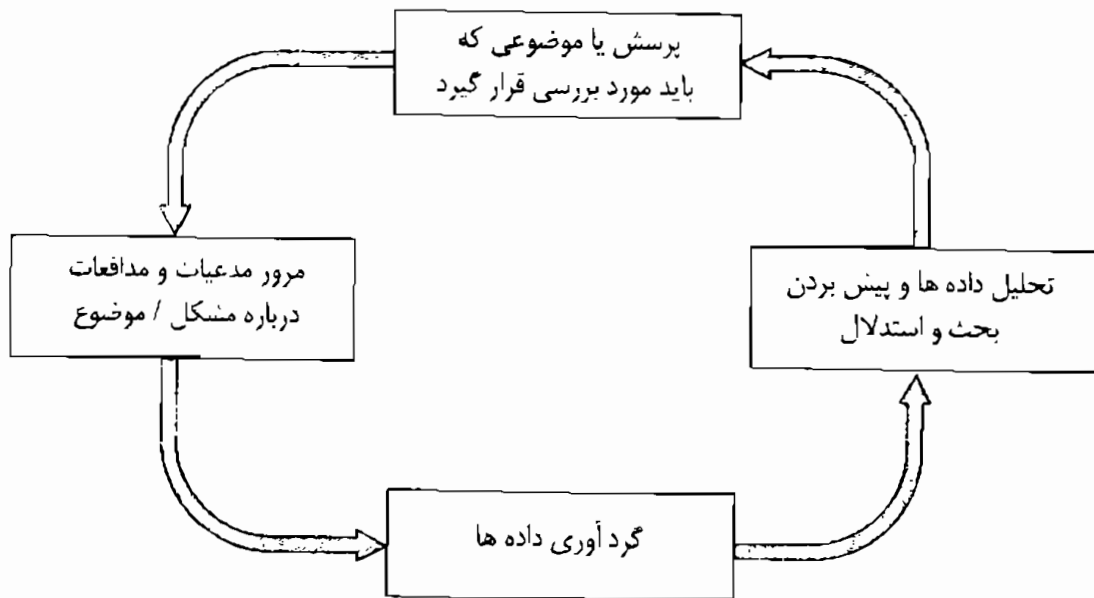 پرسش یا موضوعی که
باید مورد بررسی قرار گیرد
مرور مدعیات و مدافعات
درباره مشکل / موضوع
گرد آوری داده ها
تحلیل داده ها و پیش بردن
بحث و استدلال